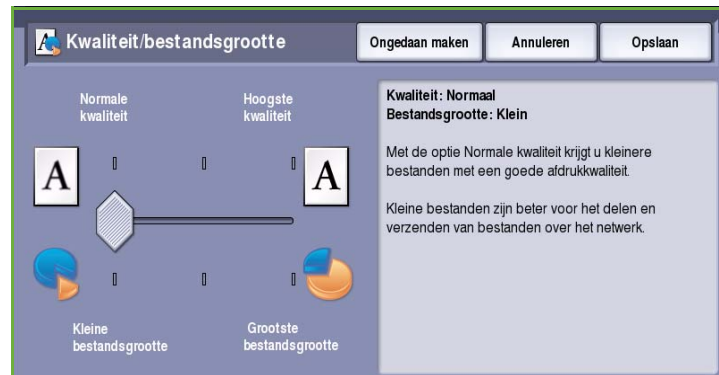 Kwaliteit/bestandsgrootte
Ongedaan maken
Annuleren
Opslaan
Normale
kwaliteit
Hoogste
kwaliteit
A
A
Kleine
bestandsgrootte
Grootste
bestandsgrootte
Kwaliteit: Normaal
Bestandsgrootte: Klein
Met de optie Normale kwaliteit krijgt u kleinere
bestanden met een goede afdrukkwaliteit.
Kleine bestanden zijn beter voor het delen en
verzenden van bestanden over het netwerk.